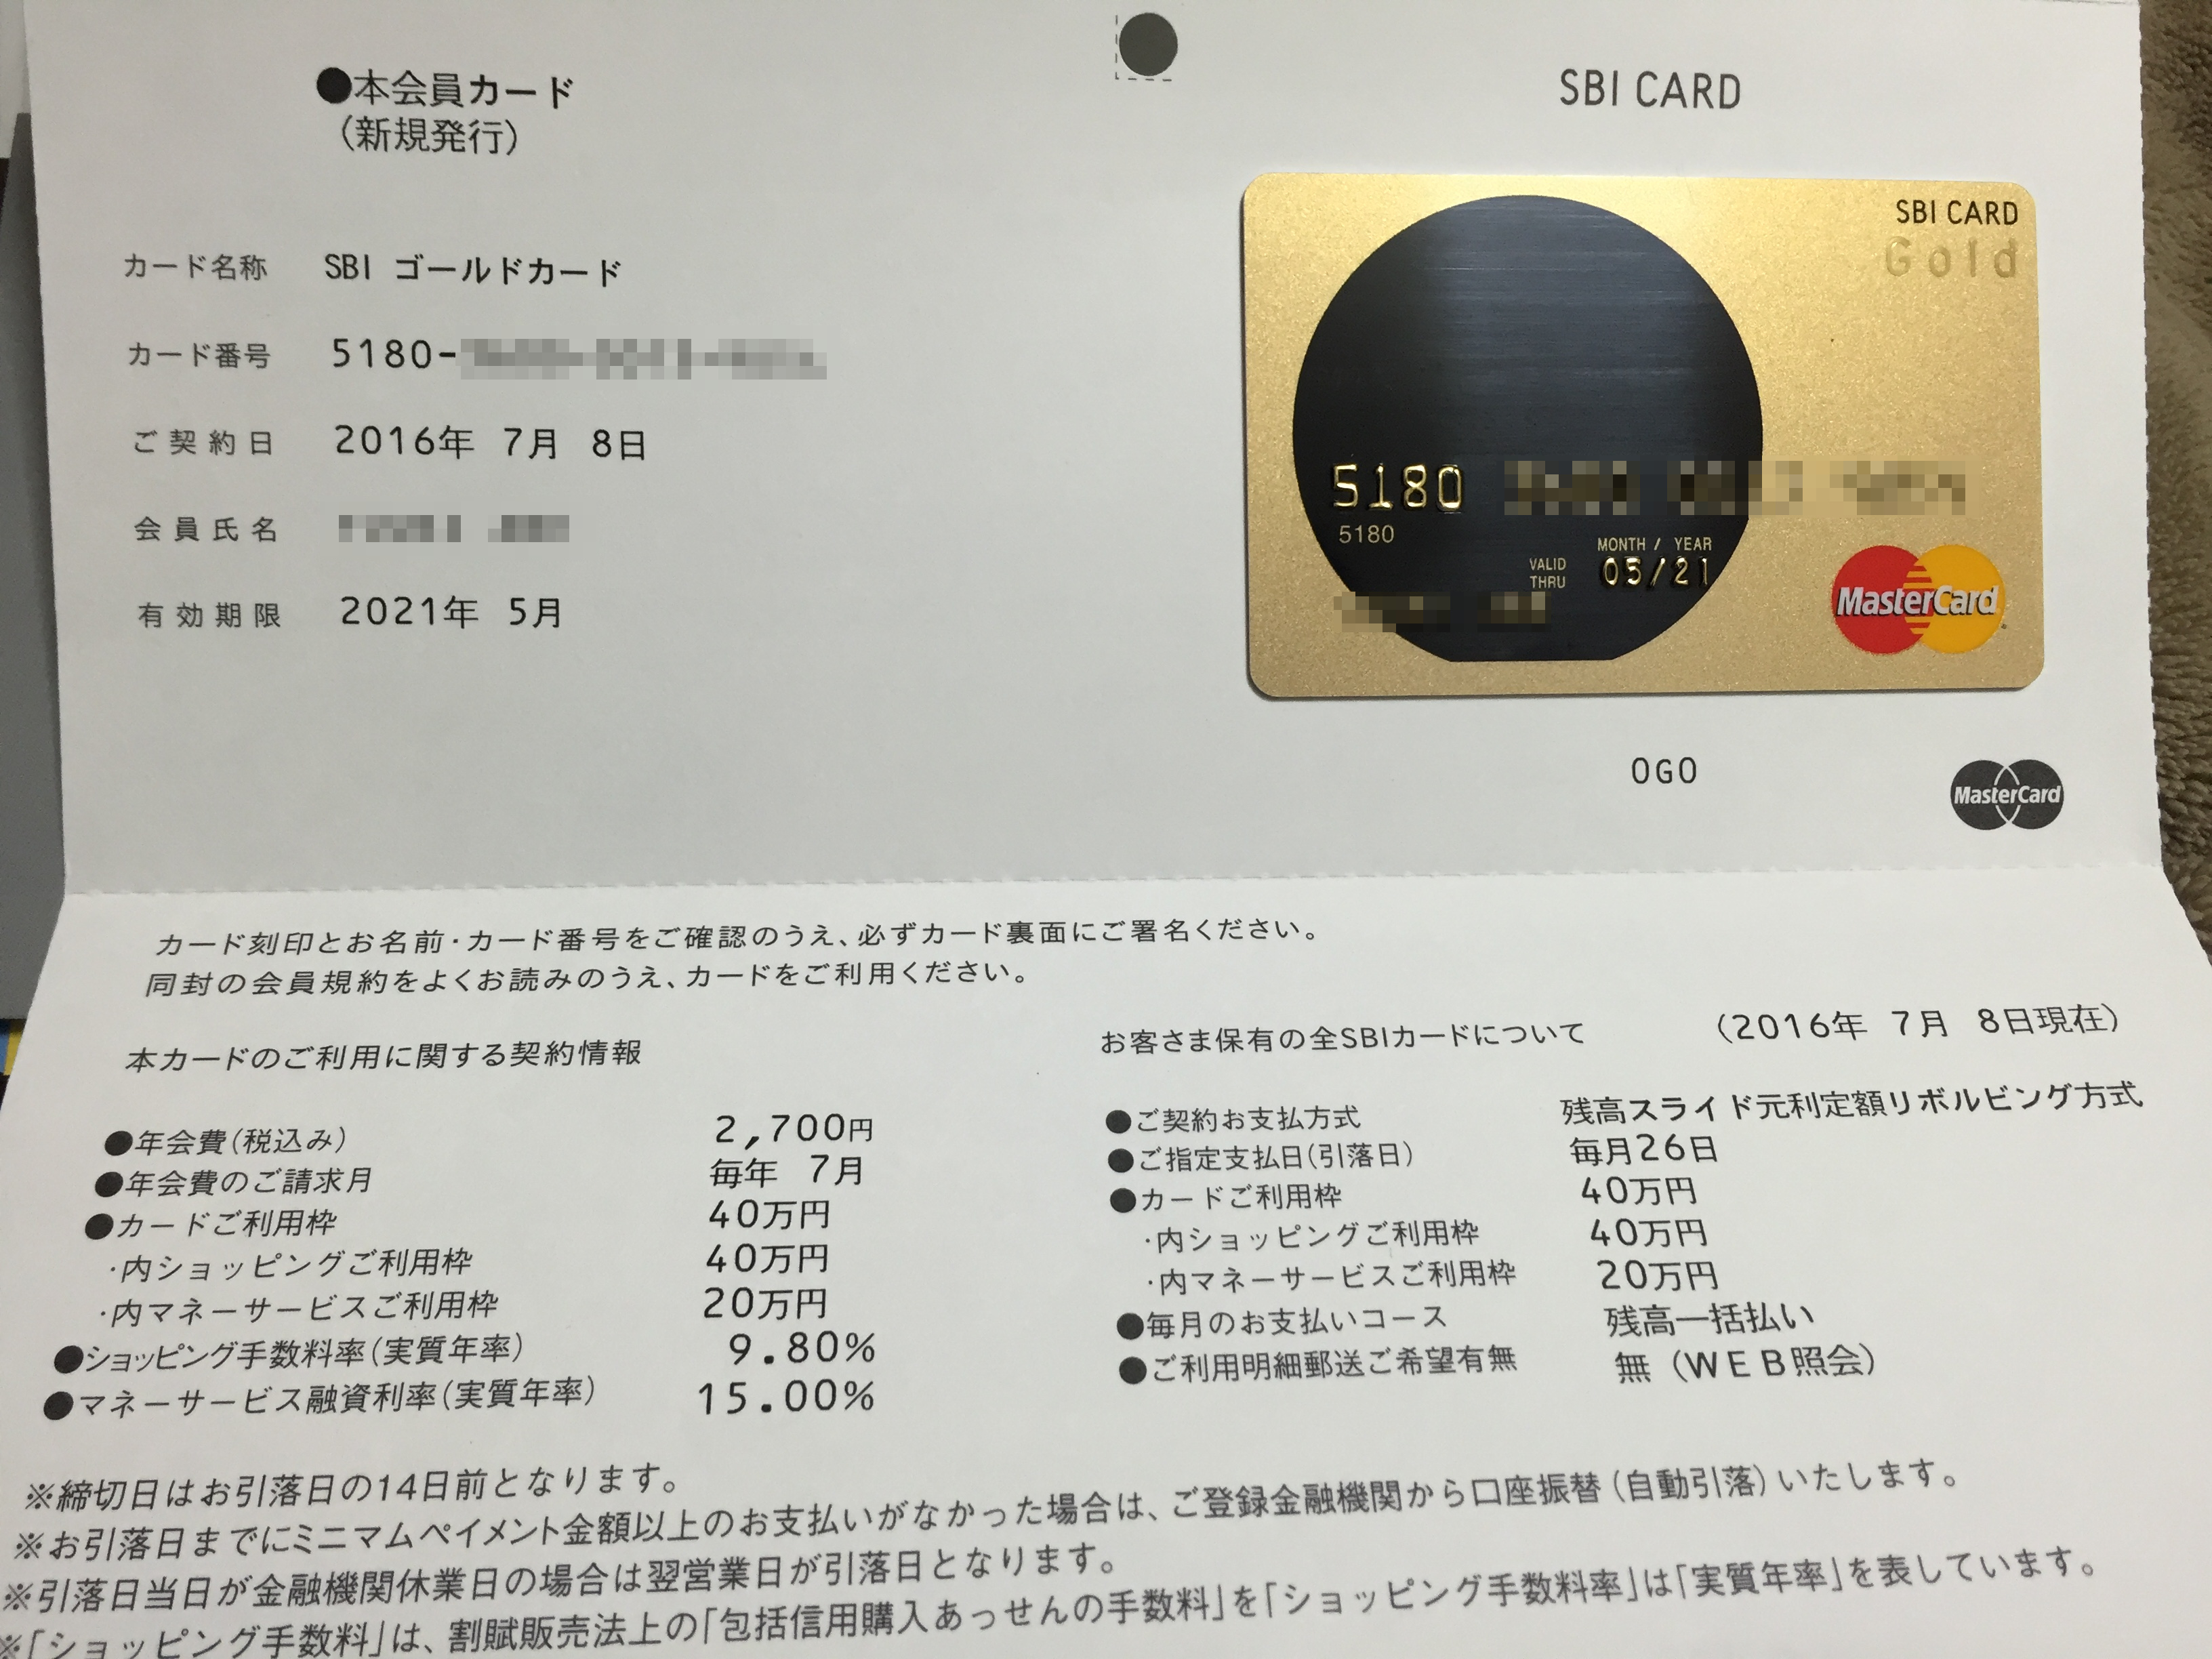 ●本会員カード
（新規発行）
カード名称 SBI ゴールドカード
カード番号 5180-
ご契約日 2016年 7月 8日
会員氏名
有効期限 2021年 5月
SBI CARD
SBI CARD
Gold
5180
5180
MONTH / YEAR
VALID THRU 05/21
MasterCard
OGO
MasterCard
カード刻印とお名前・カード番号をご確認のうえ、必ずカード裏面にご署名ください。
同封の会員規約をよくお読みのうえ、カードをご利用ください。
本カードのご利用に関する契約情報
●年会費（税込み） 2,700円
●年会費のご請求月 毎年 7月
●カードご利用枠 40万円
・内ショッピングご利用枠 40万円
・内マネーサービスご利用枠 20万円
●ショッピング手数料率（実質年率） 9.80%
●マネーサービス融資利率（実質年率） 15.00%
お客さま保有の全SBIカードについて （2016年 7月 8日現在）
●ご契約お支払方式 残高スライド元利定額リボルビング方式
●ご指定支払日（引落日） 毎月26日
●カードご利用枠 40万円
・内ショッピングご利用枠 40万円
・内マネーサービスご利用枠 20万円
●毎月のお支払いコース 残高一括払い
●ご利用明細郵送ご希望有無 無（WEB照会）
※締切日はお引落日の14日前となります。
※お引落日までにミニマムペイメント金額以上のお支払いがなかった場合は、ご登録金融機関から口座振替（自動引落）いたします。
※引落日当日が金融機関休業日の場合は翌営業日が引落日となります。
※「ショッピング手数料」は、割賦販売法上の「包括信用購入あっせんの手数料」を「ショッピング手数料率」は「実質年率」を表しています。